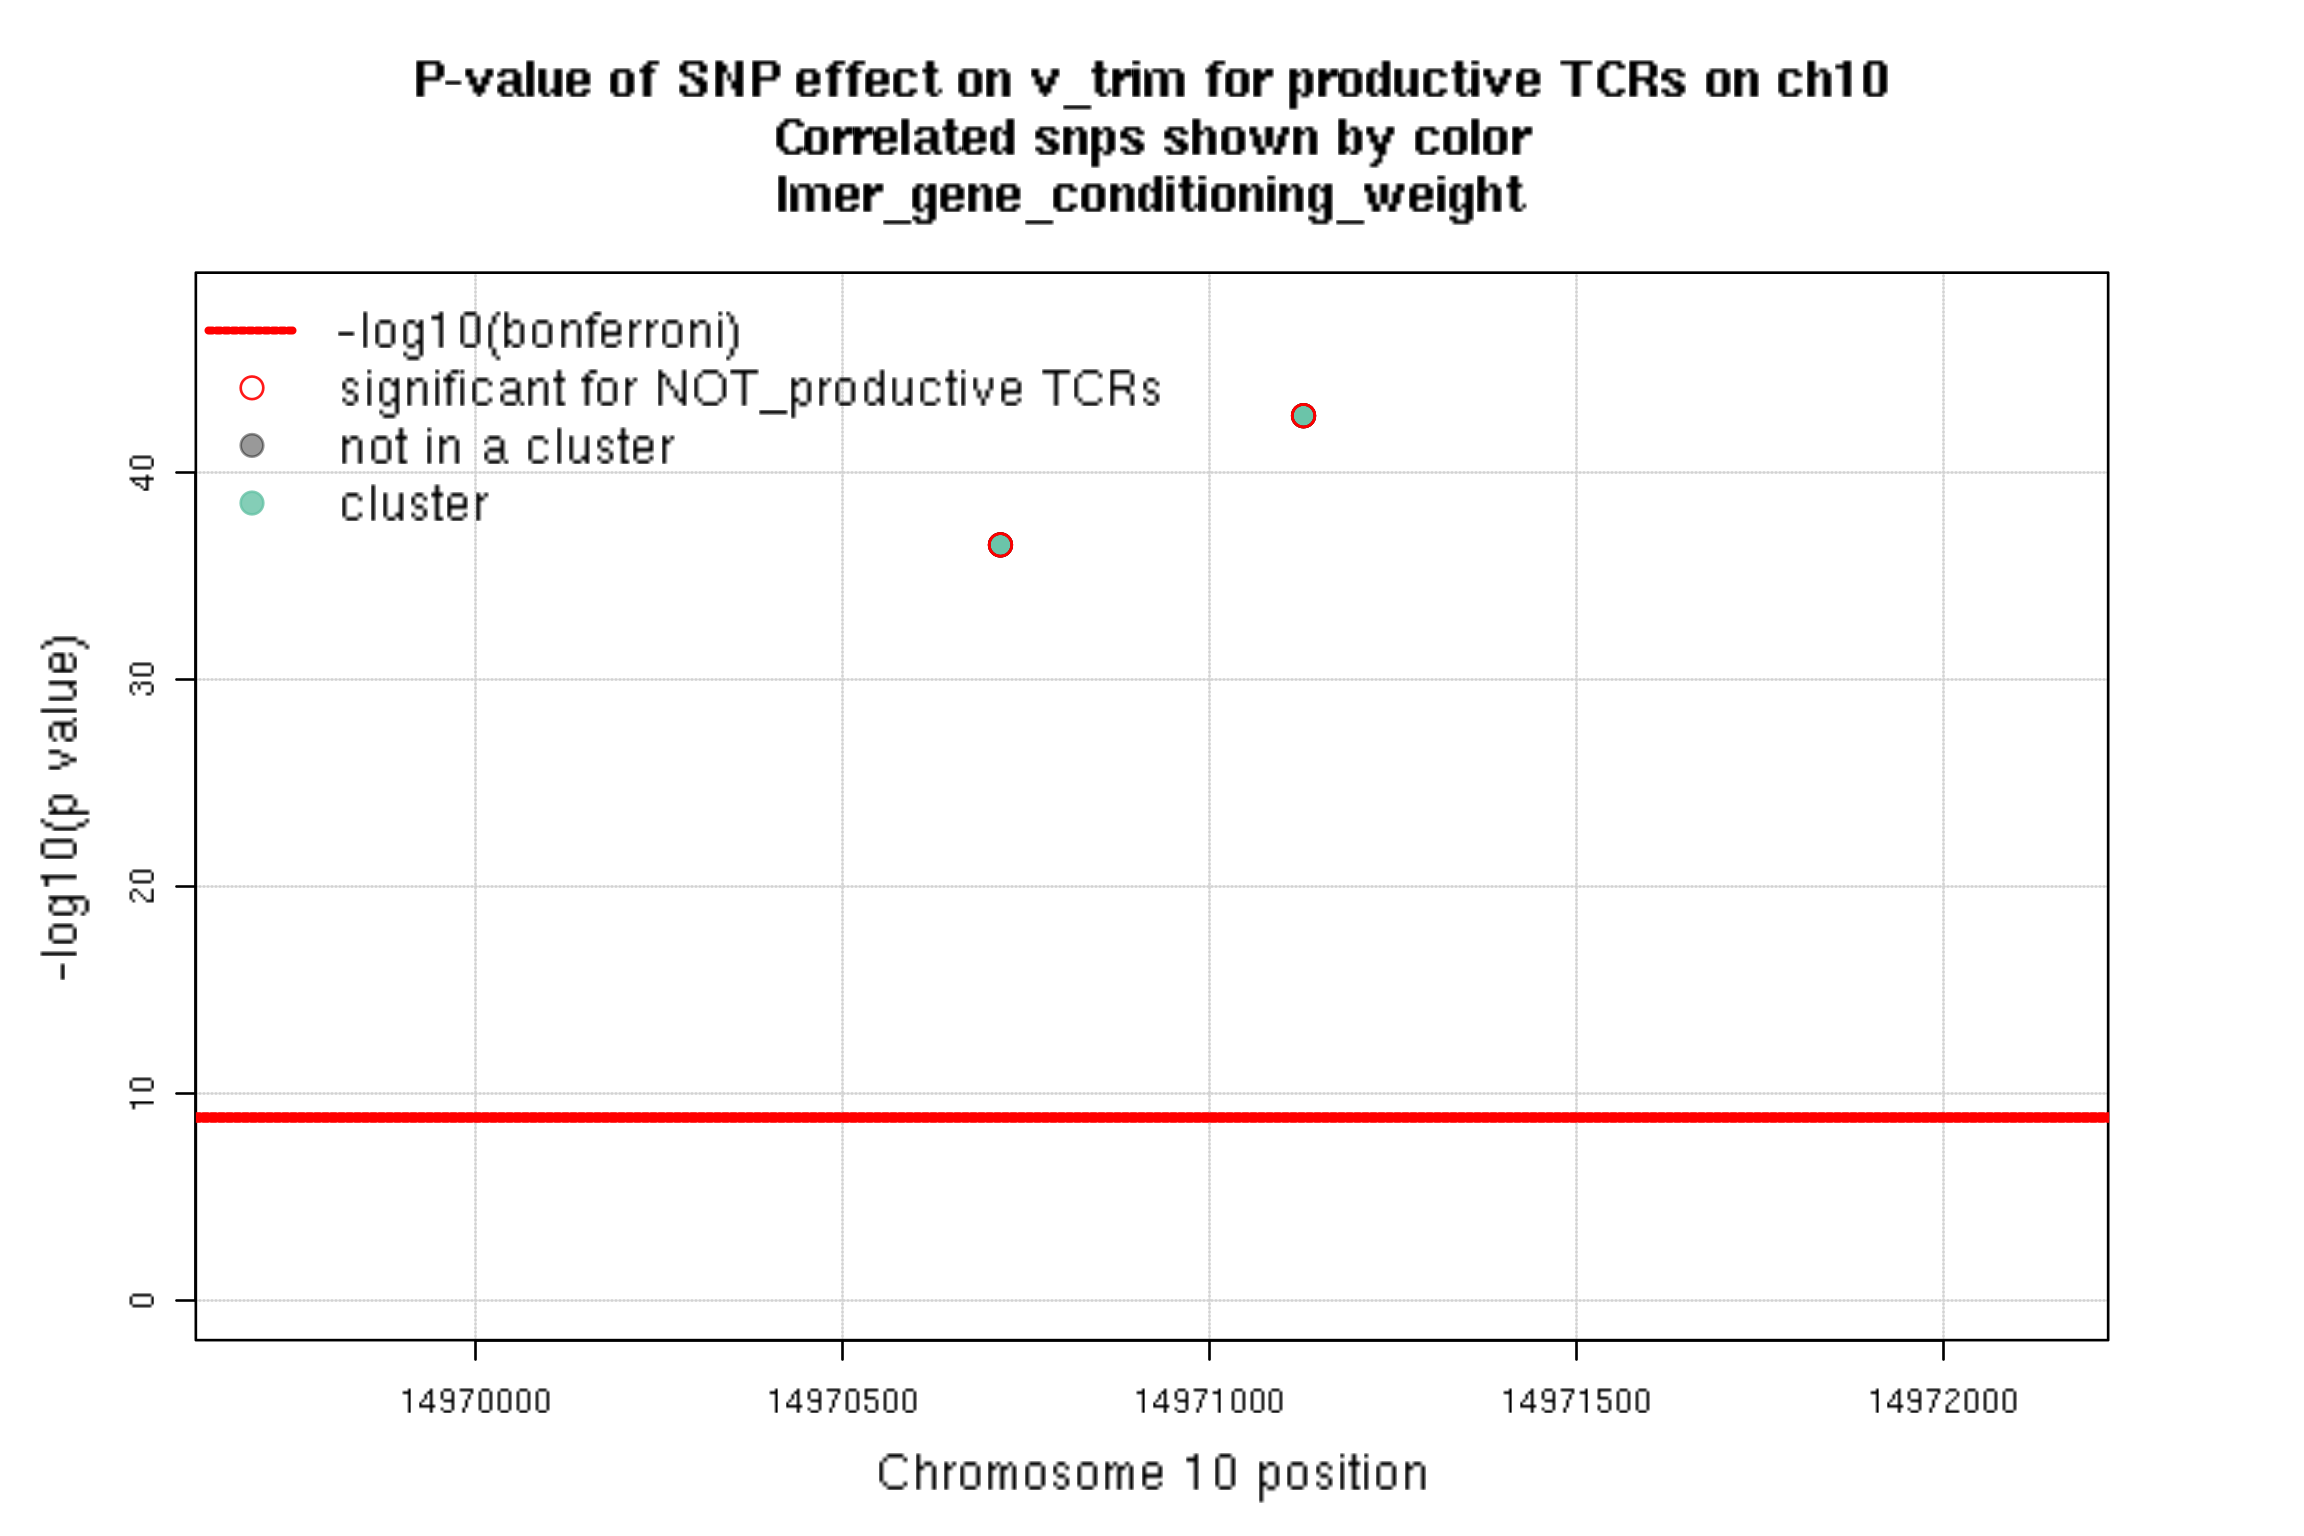 P-value of SNP effect on v_trim for productive TCRs on ch10
Correlated snps shown by color
lmer_gene_conditioning_weight
-log10(bonferroni)
significant for NOT_productive TCRs
not in a cluster
cluster
-log10(p value)
40
30
20
10
0
14970000 14970500 14971000 14971500 14972000
Chromosome 10 position